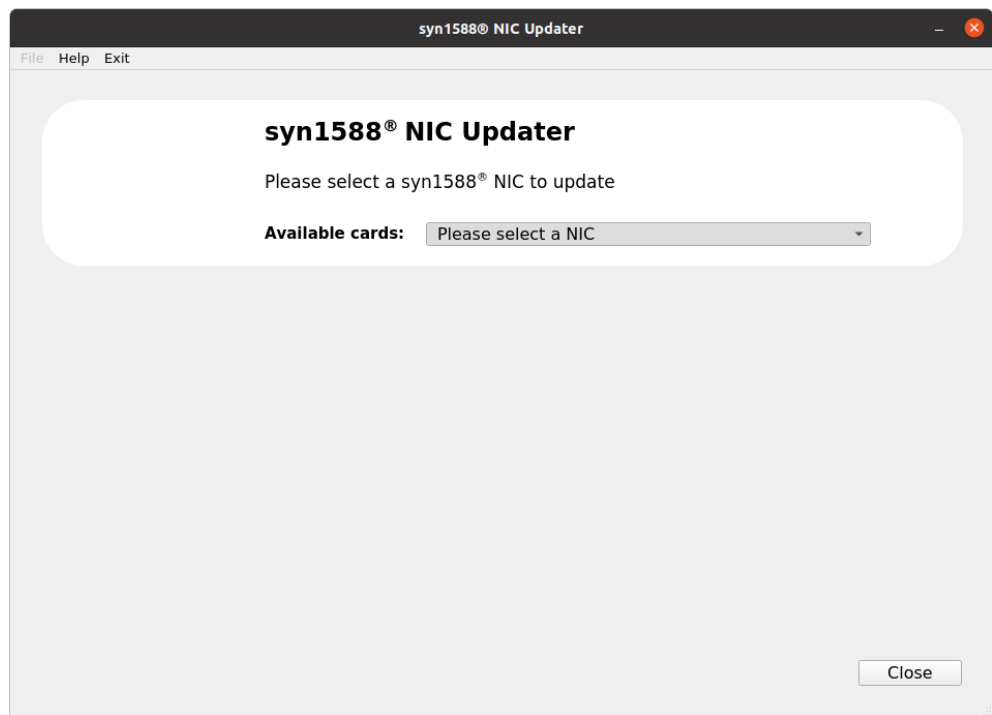 syn1588® NIC Updater
File Help Exit
syn1588® NIC Updater
Please select a syn1588® NIC to update
Available cards: Please select a NIC
Close